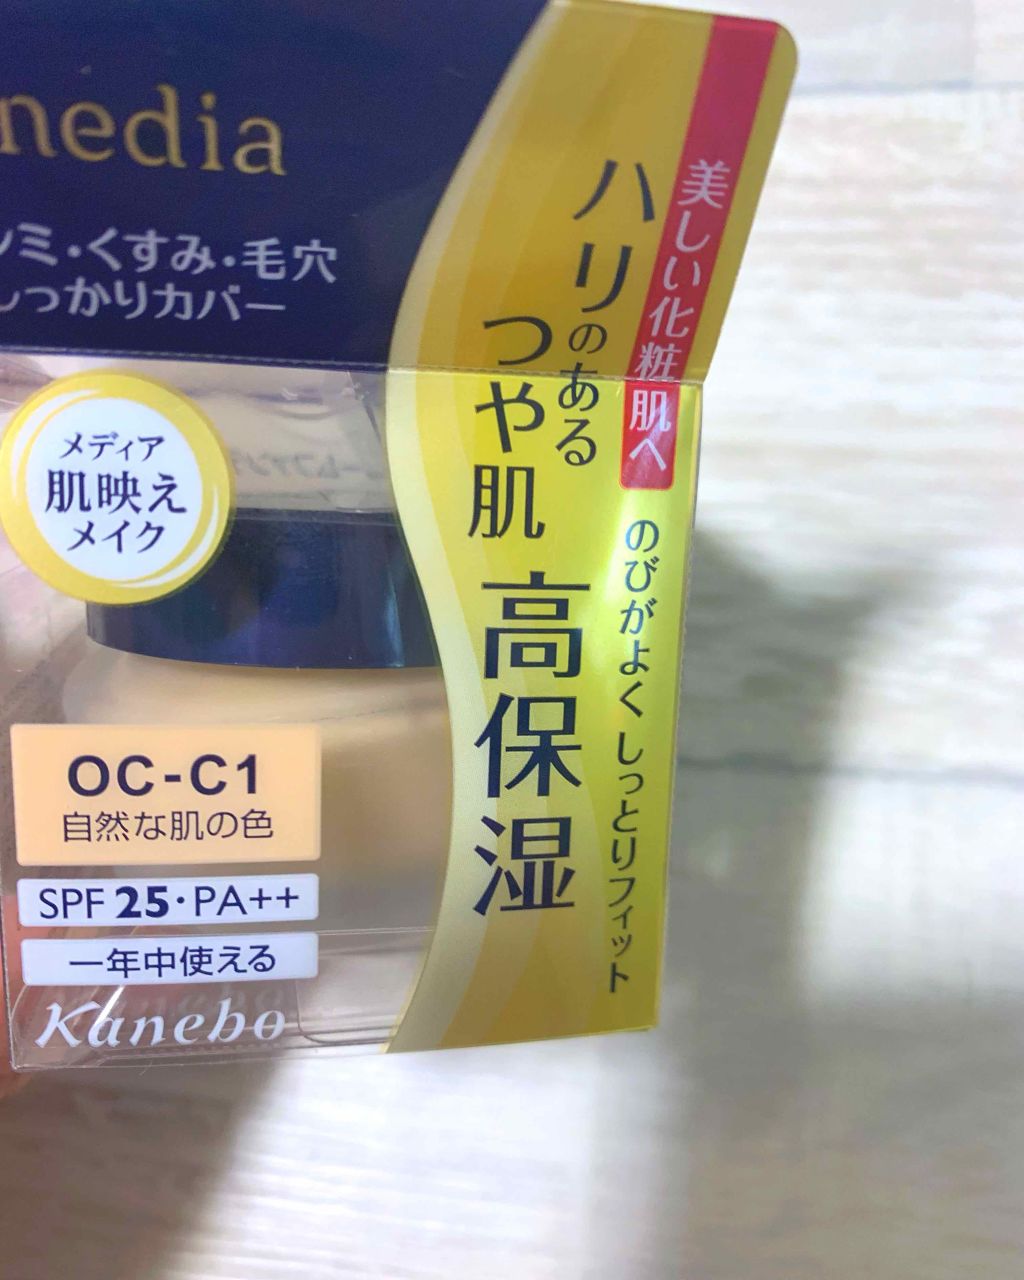 nedia
シミ・くすみ・毛穴
しっかりカバー
美しい化粧肌へ
ハリのある
つや肌
高保湿
のびがよく しっとりフィット
メディア
肌映え
メイク
OC-C1
自然な肌の色
SPF 25・PA++
一年中使える
Kanebo